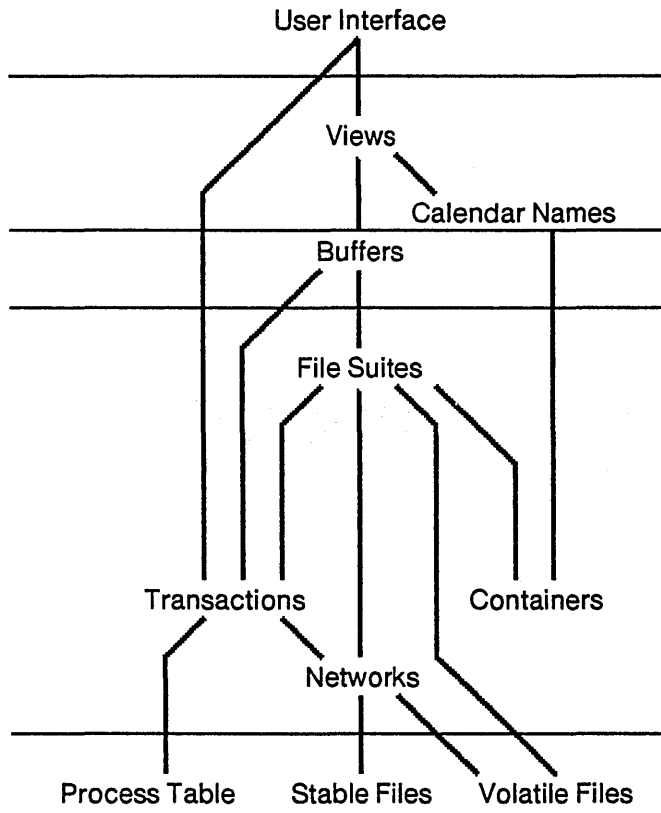 User Interface
Views
Calendar Names
Buffers
File Suites
Transactions
Containers
Networks
Process Table
Stable Files
Volatile Files